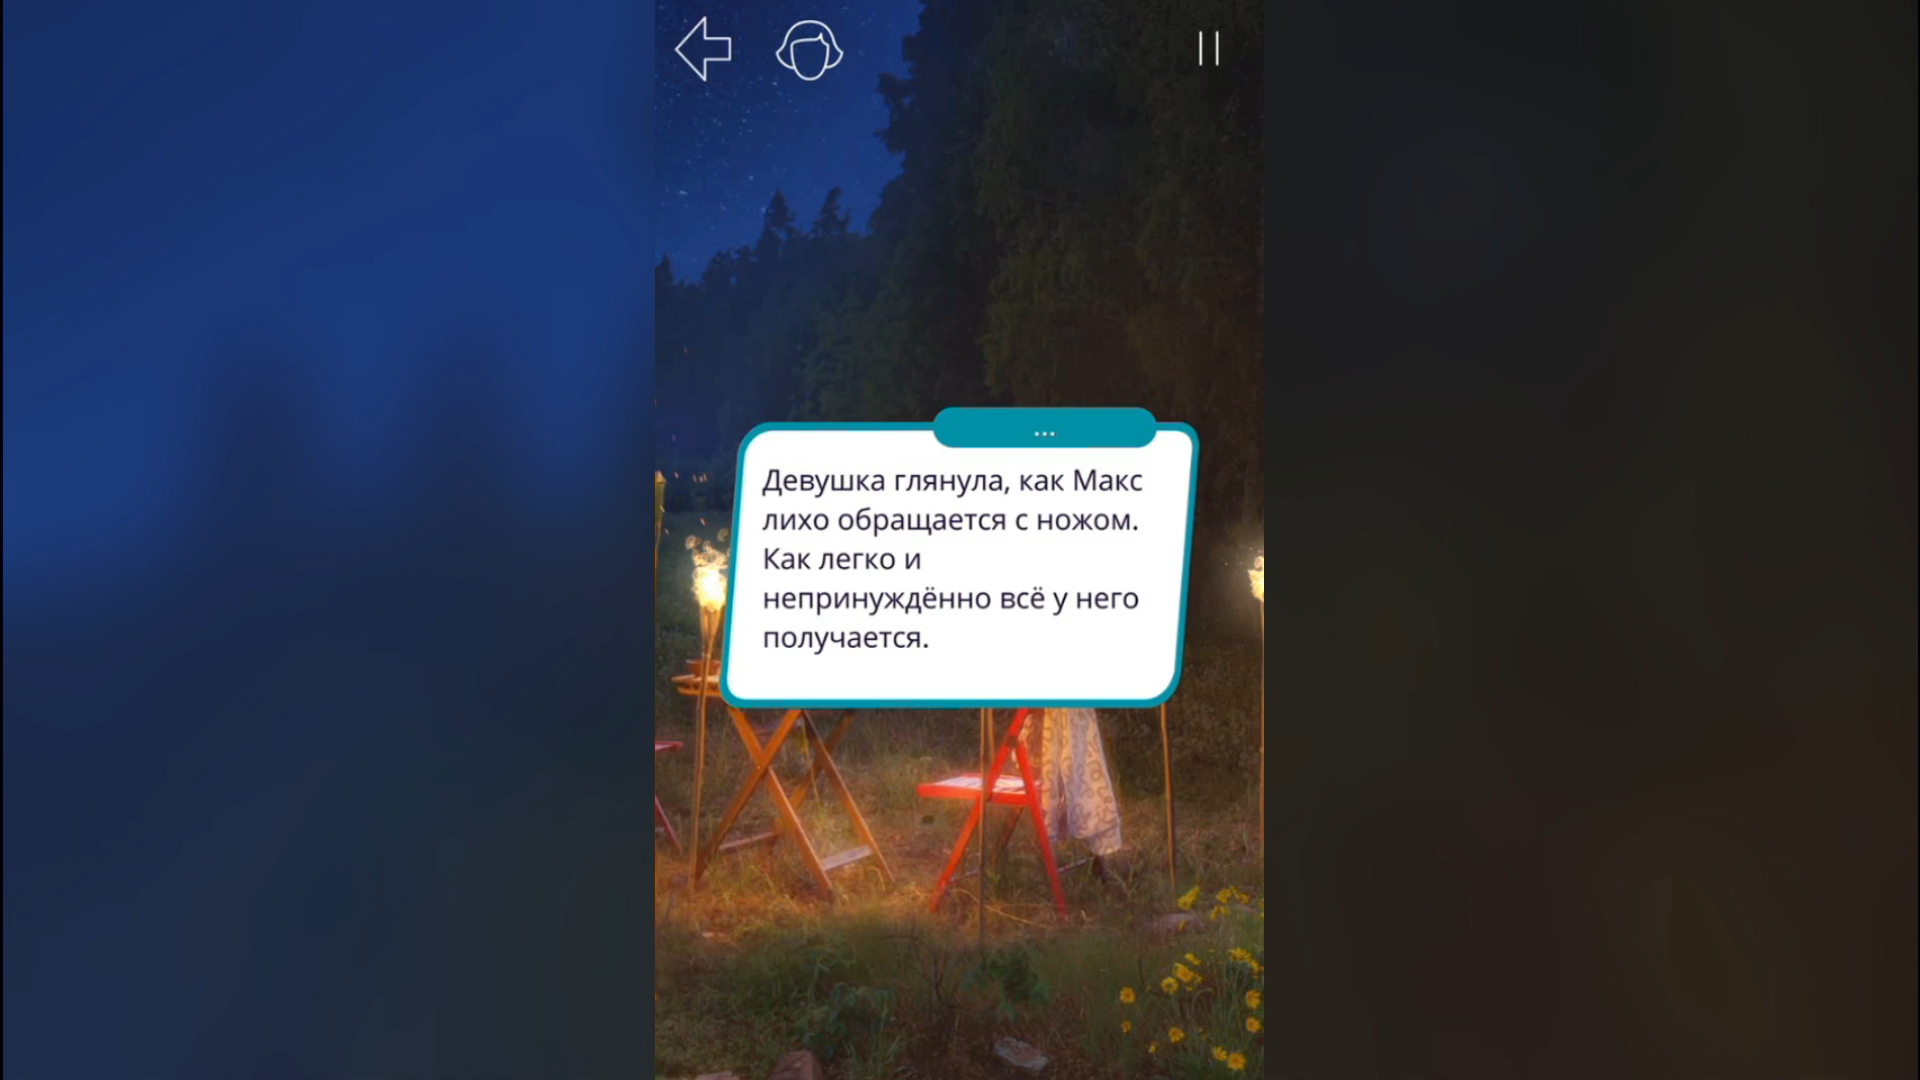 ...
Девушка глянула, как Макс
лихо обращается с ножом.
Как легко и
непринуждённо всё у него
получается.